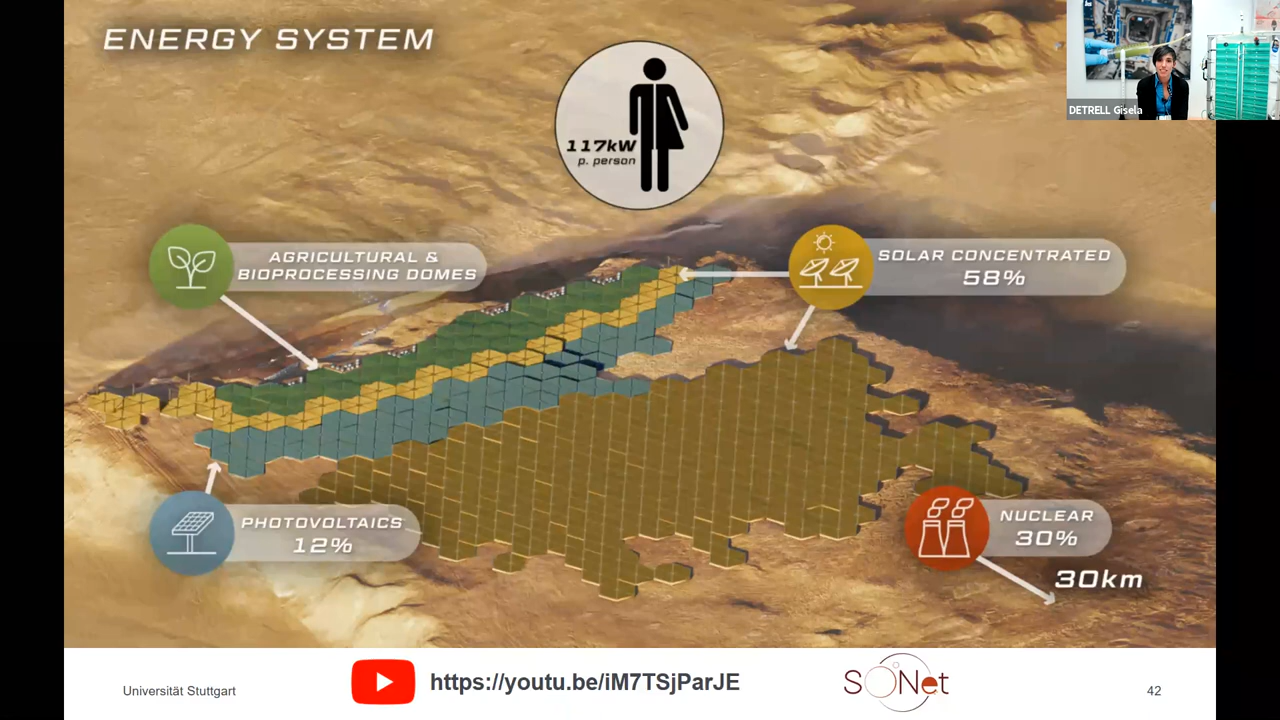 ENERGY SYSTEM
DETRELL Gisela
117kW
p. person
AGRICULTURAL &
BIOPROCESSING DOMES
SOLAR CONCENTRATED
58%
PHOTOVOLTAICS
12%
NUCLEAR
30%
30km
Universität Stuttgart
https://youtu.be/iM7TSjParJE
SONet
42